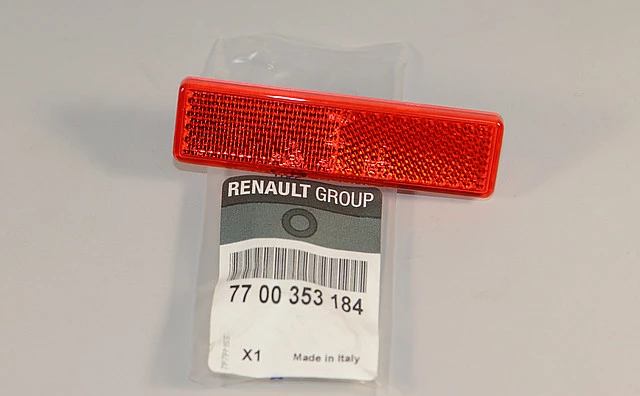 RENAULT GROUP
77 00 353 184
X1
Made in Italy